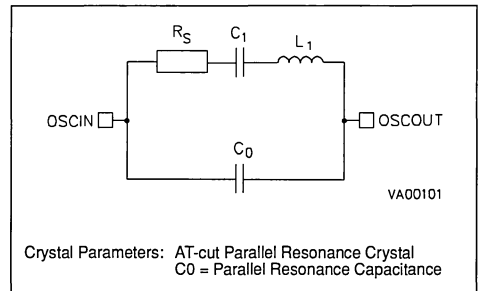 R_S C_1 L_1
OSCIN OSCOUT
C_0
VA00101
Crystal Parameters: AT-cut Parallel Resonance Crystal
C0 = Parallel Resonance Capacitance